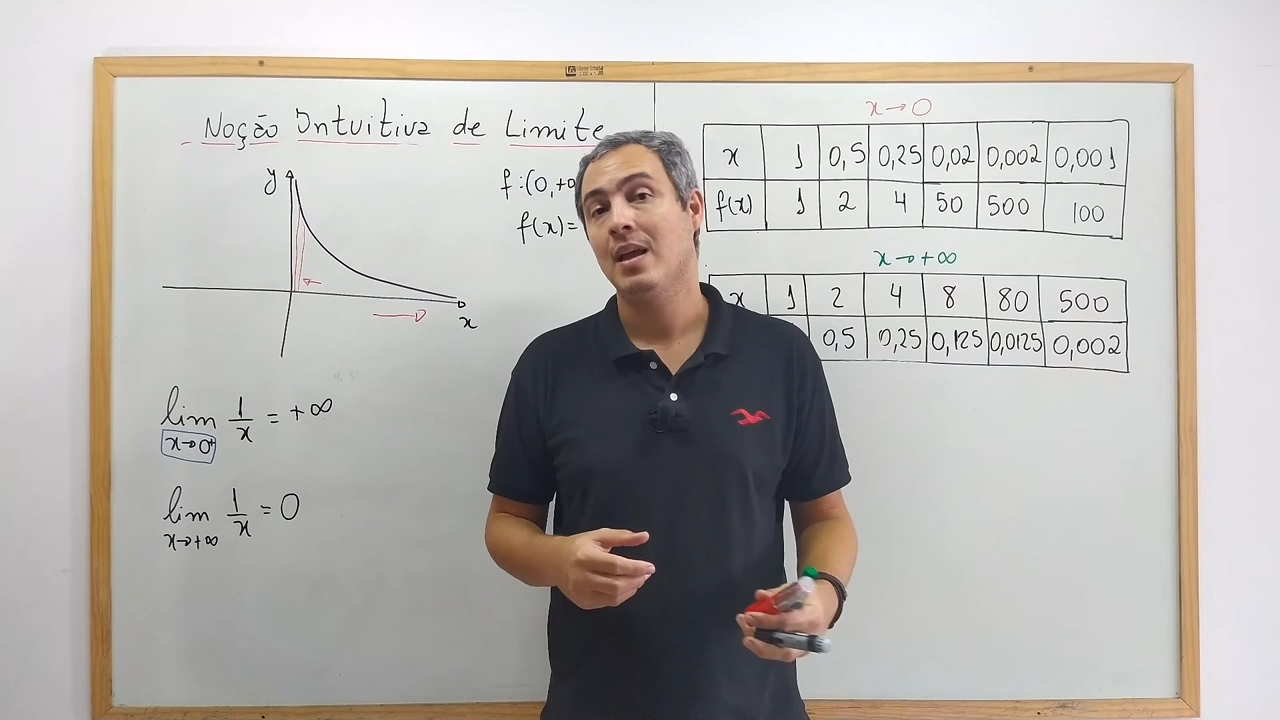 Noção Intuitiva de Limite
y
x
f:(0,+
f(x)=
lim 1/x = +∞
x→0⁺
lim 1/x = 0
x→+∞
x→0
x 1 0,5 0,25 0,02 0,002 0,001
f(x) 1 2 4 50 500 100
x→+∞
x 1 2 4 8 80 500
0,5 0,25 0,125 0,0125 0,002